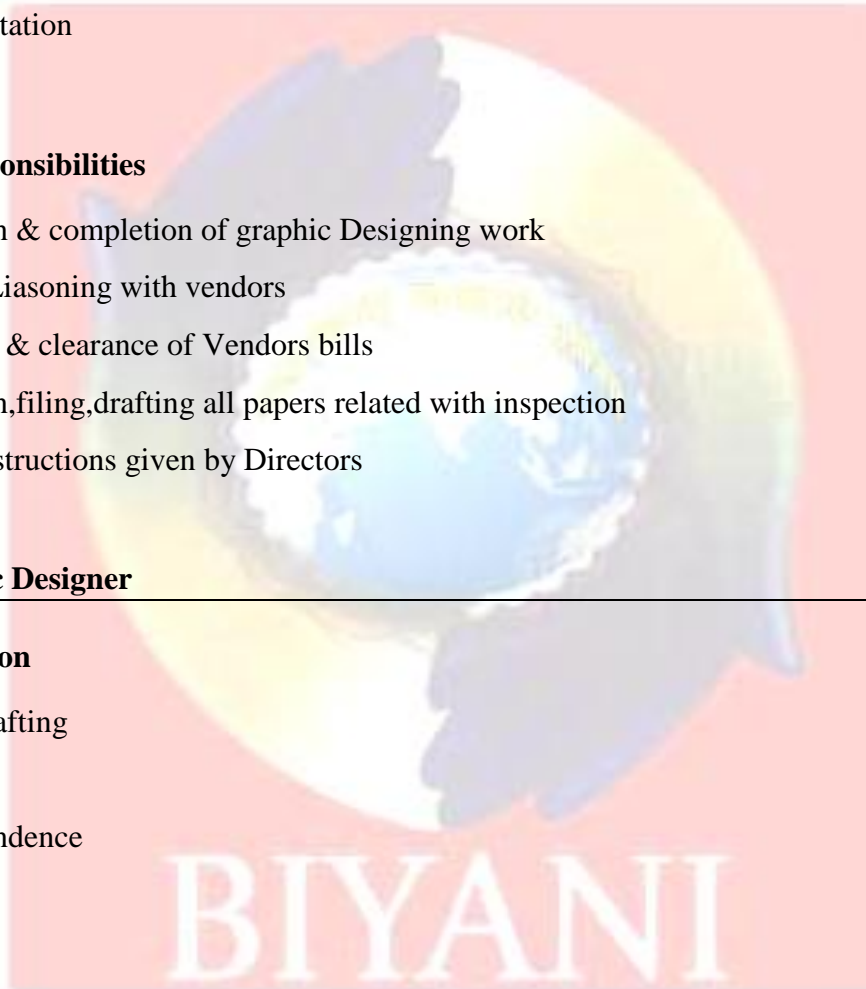 tation
onsibilities
n & completion of graphic Designing work
Liasoning with vendors
& clearance of Vendors bills
n,filing,drafting all papers related with inspection
structions given by Directors
c Designer
on
afting
ndence
BIYANI